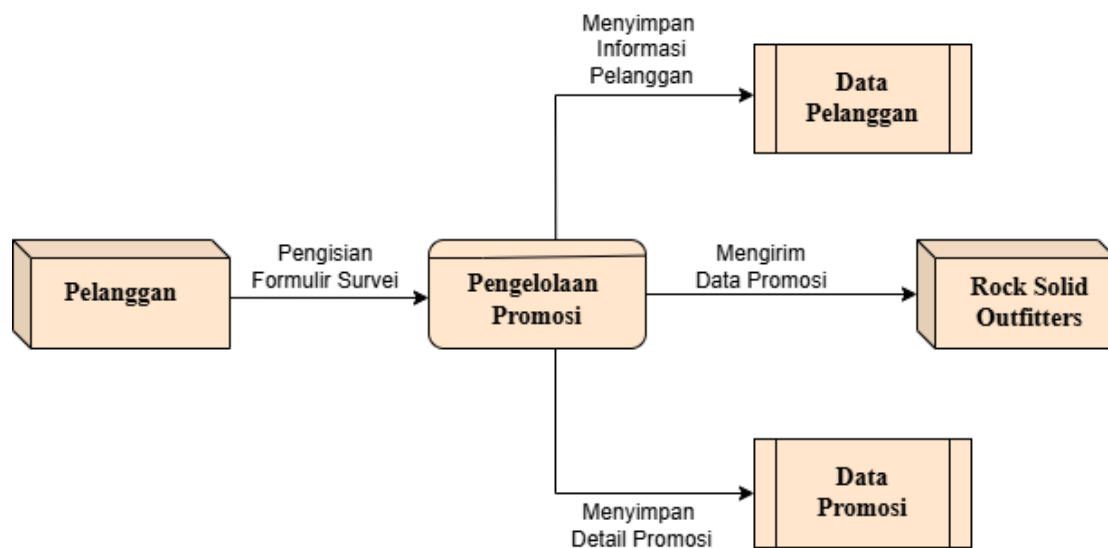 Menyimpan
Informasi
Pelanggan
Data
Pelanggan
Pelanggan
Pengisian
Formulir Survei
Pengelolaan
Promosi
Mengirim
Data Promosi
Rock Solid
Outfitters
Menyimpan
Detail Promosi
Data
Promosi